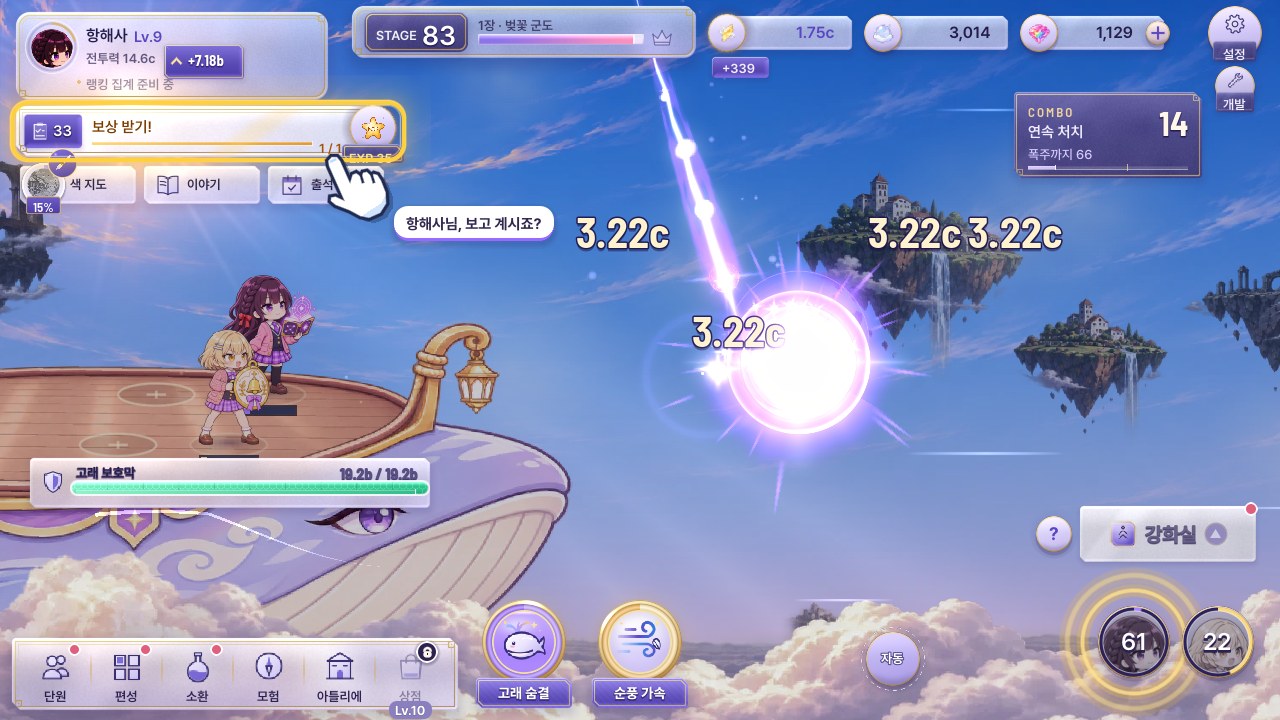 항해사 Lv.9
전투력 14.6c
+7.18b
* 랭킹 집계 준비 중
STAGE 83
1장 · 벚꽃 군도
1.75c
+339
3,014
1,129
설정
개발
33
보상 받기!
1/1
EXP 35
색 지도
15%
이야기
출석
COMBO
연속 처치
14
폭주까지 66
항해사님, 보고 계시죠?
3.22c
3.22c
3.22c
3.22c
고래 보호막
19.2b / 19.2b
?
강화실
단원
편성
소환
모험
아틀리에
상점
Lv.10
고래 숨결
순풍 가속
자동
61
22